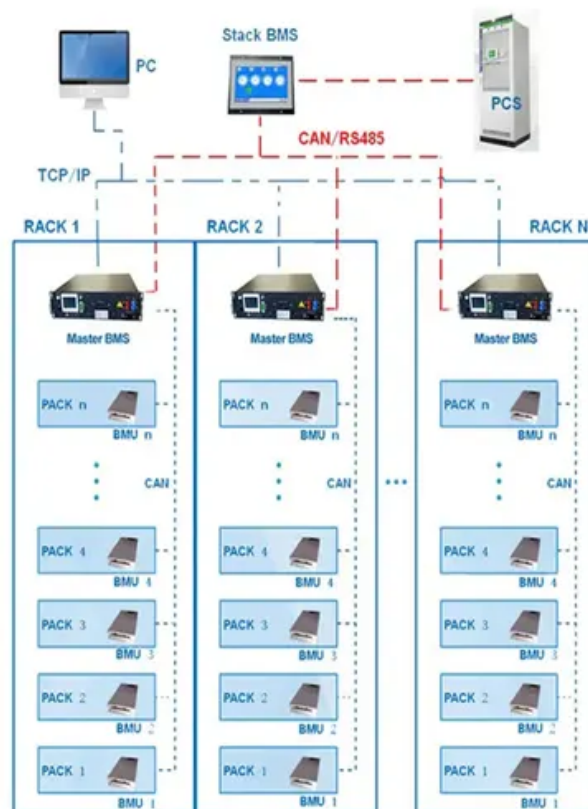 PC
Stack BMS
PCS
CAN/RS485
TCP/IP
RACK 1
RACK 2
RACK N
Master BMS
Master BMS
Master BMS
PACK n
BMU n
PACK n
BMU n
PACK n
BMU n
CAN
CAN
CAN
PACK 4
BMU 4
PACK 4
BMU 4
PACK 4
BMU 4
PACK 3
BMU 3
PACK 3
BMU 3
PACK 3
BMU 3
PACK 2
BMU 2
PACK 2
BMU 2
PACK 2
BMU 2
PACK 1
BMU 1
PACK 1
BMU 1
PACK 1
BMU 1